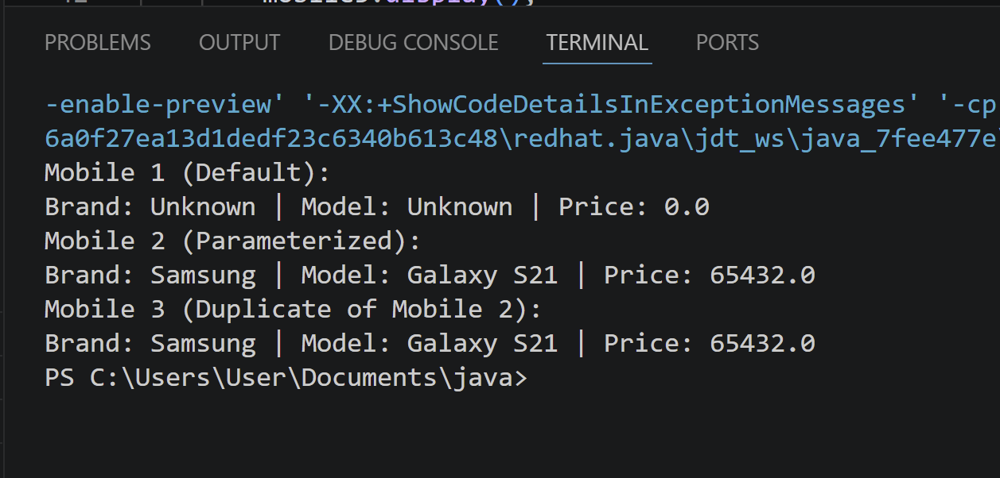 PROBLEMS OUTPUT DEBUG CONSOLE TERMINAL PORTS
-enable-preview' '-XX:+ShowCodeDetailsInExceptionMessages' '-cp
6a0f27ea13d1dedf23c6340b613c48\redhat.java\jdt_ws\java_7fee477e
Mobile 1 (Default):
Brand: Unknown | Model: Unknown | Price: 0.0
Mobile 2 (Parameterized):
Brand: Samsung | Model: Galaxy S21 | Price: 65432.0
Mobile 3 (Duplicate of Mobile 2):
Brand: Samsung | Model: Galaxy S21 | Price: 65432.0
PS C:\Users\User\Documents\java>